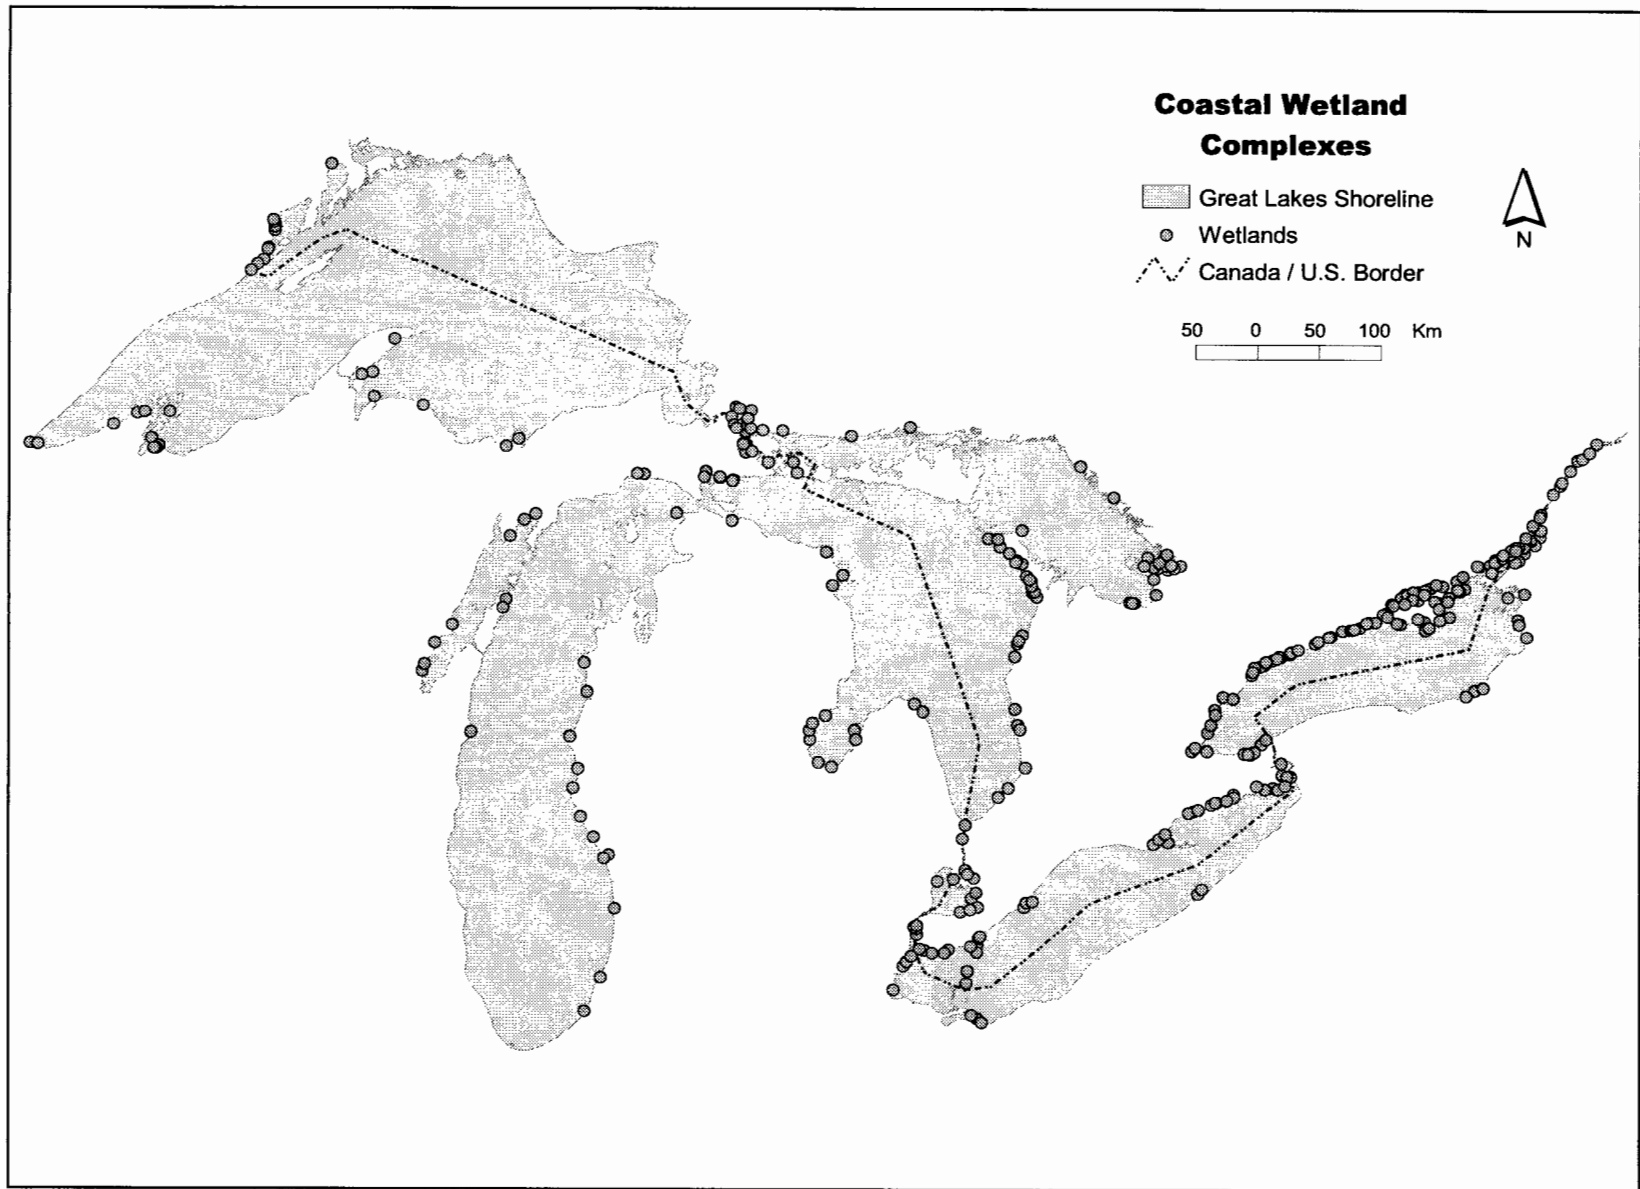 Coastal Wetland
Complexes
Great Lakes Shoreline
Wetlands
Canada / U.S. Border
N
50 0 50 100 Km